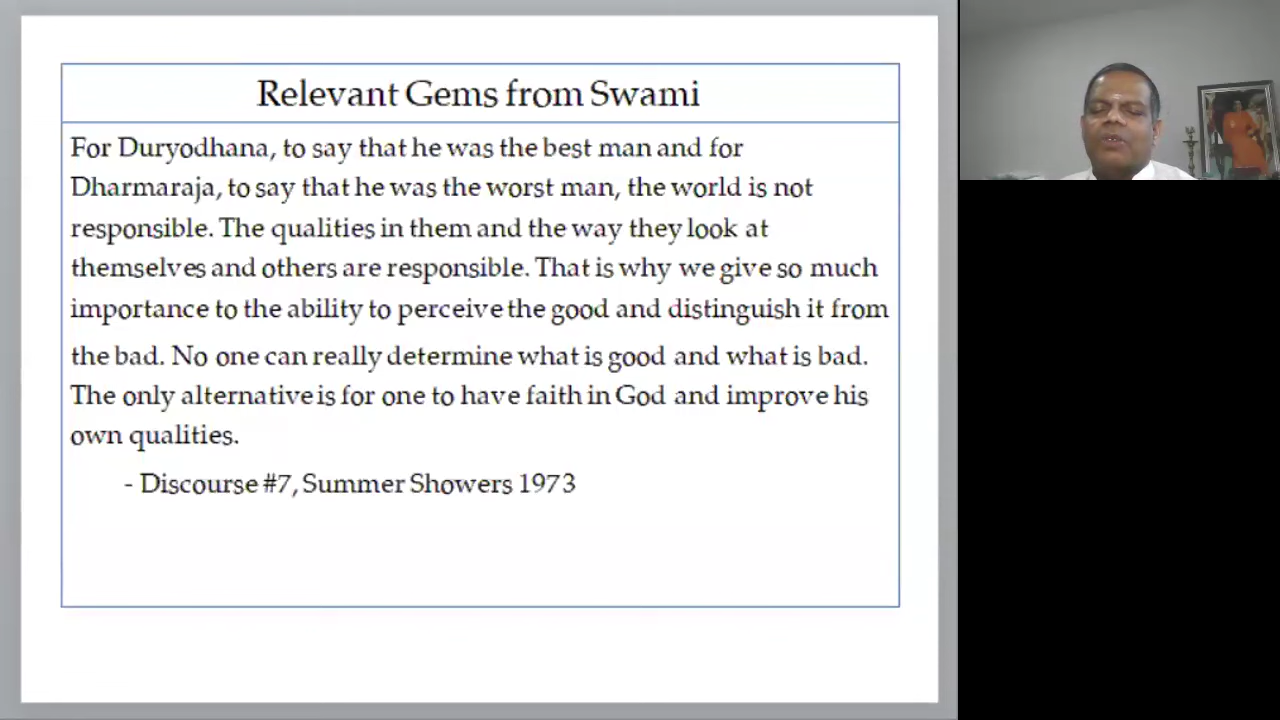 Relevant Gems from Swami
For Duryodhana, to say that he was the best man and for
Dharmaraja, to say that he was the worst man, the world is not
responsible. The qualities in them and the way they look at
themselves and others are responsible. That is why we give so much
importance to the ability to perceive the good and distinguish it from
the bad. No one can really determine what is good and what is bad.
The only alternative is for one to have faith in God and improve his
own qualities.
- Discourse #7, Summer Showers 1973